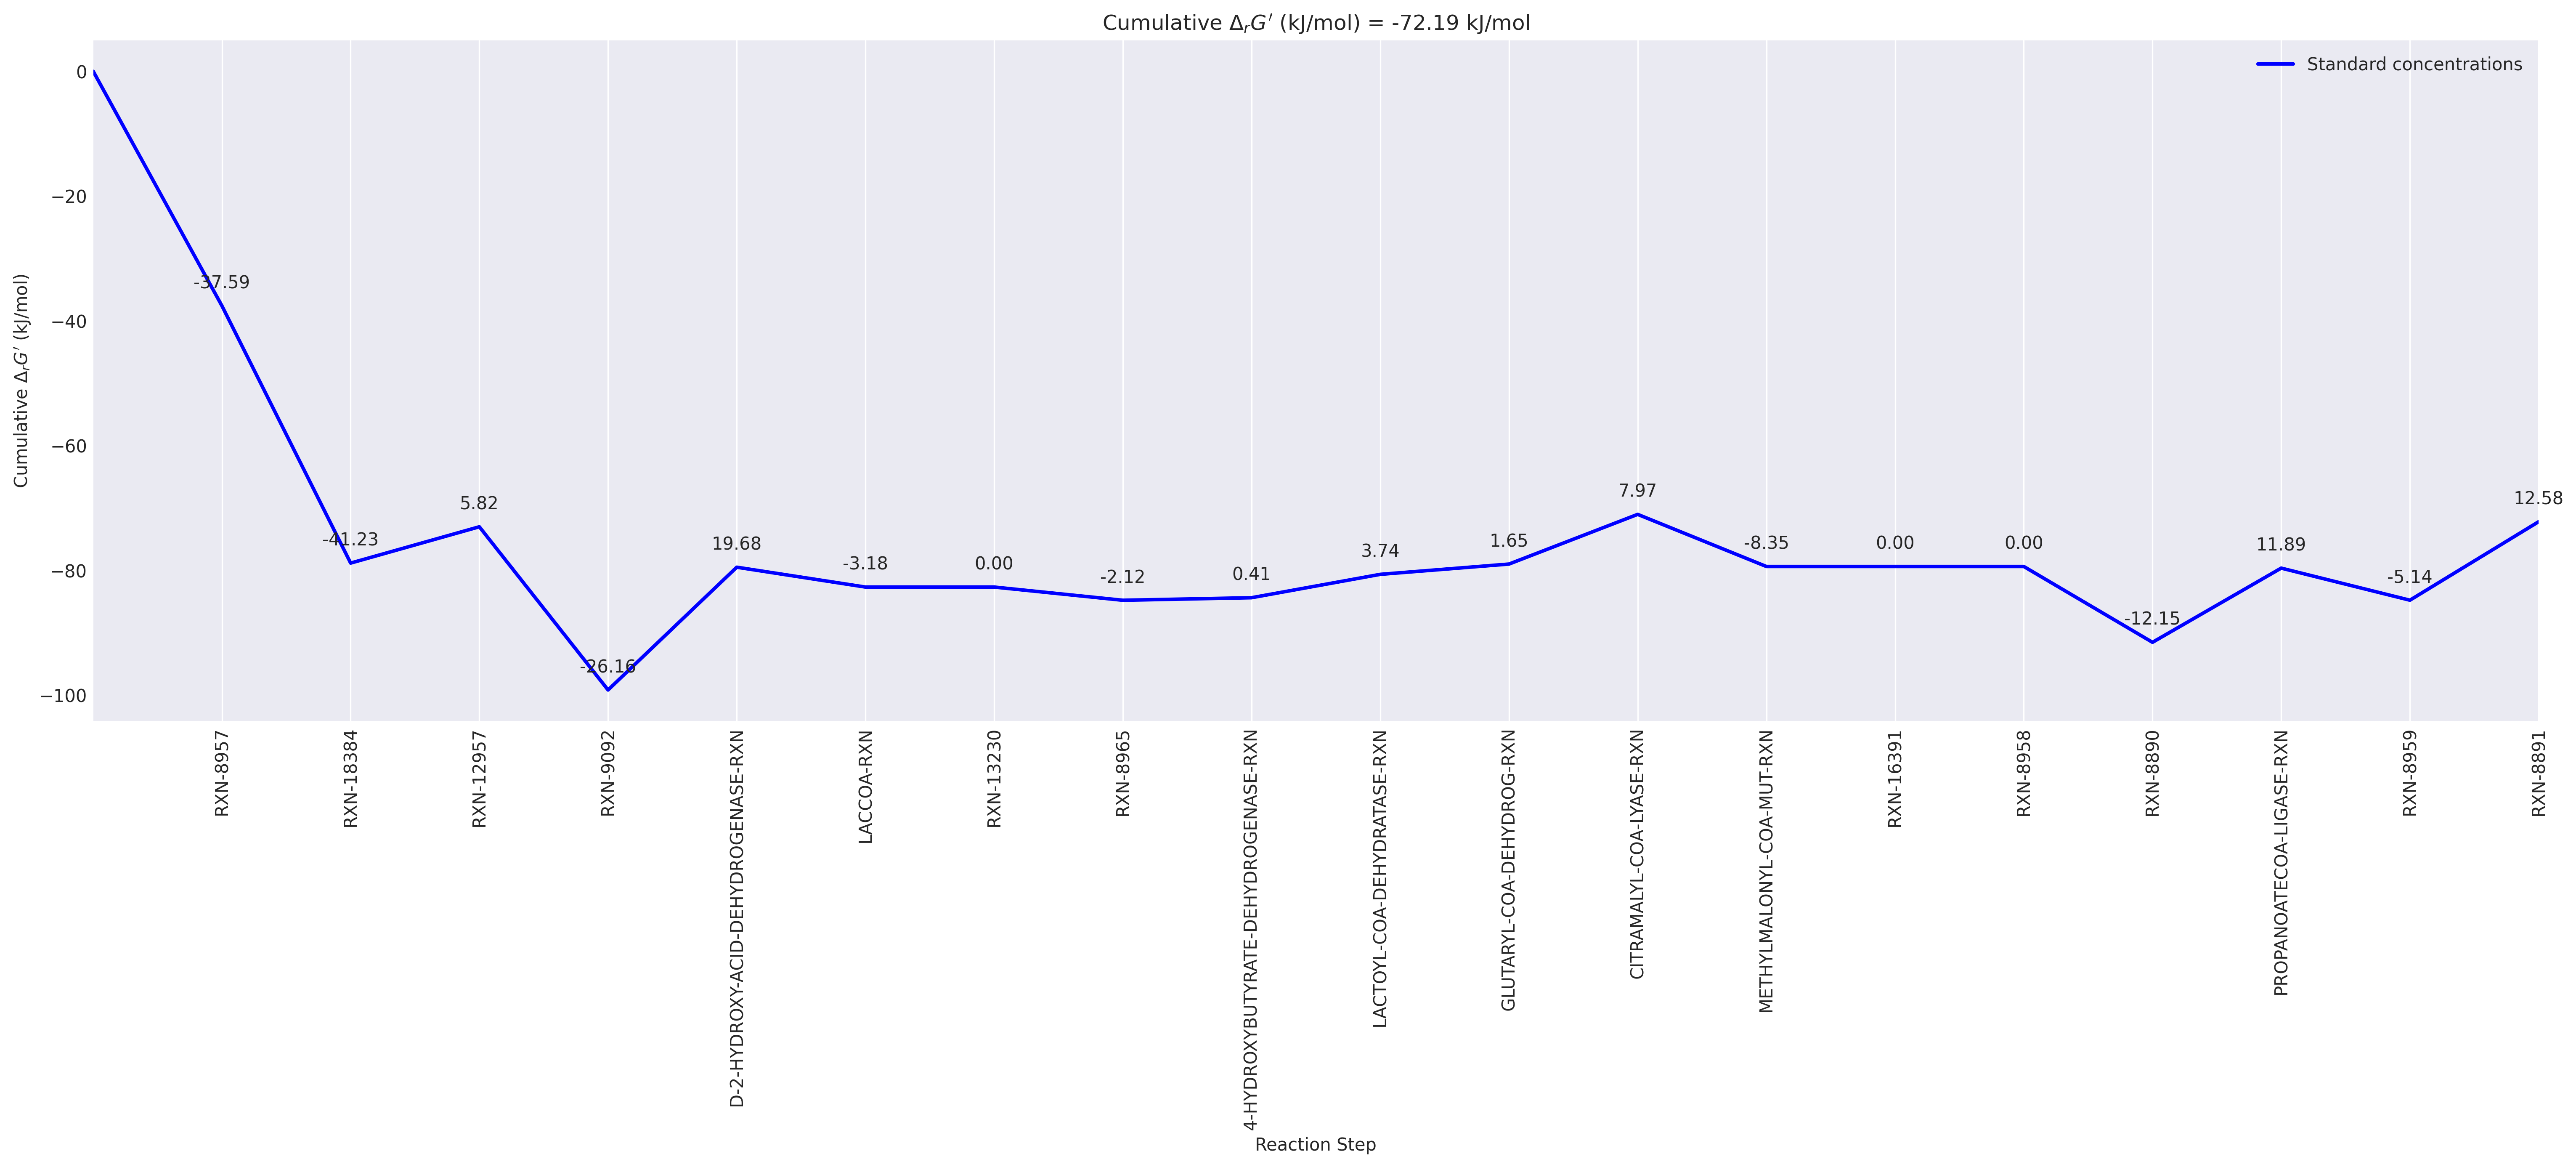 Cumulative ΔrG′ (kJ/mol) = -72.19 kJ/mol
Standard concentrations
Cumulative ΔrG′ (kJ/mol)
0
−20
−40
−60
−80
−100
-37.59
-41.23
5.82
-26.16
19.68
-3.18
0.00
-2.12
0.41
3.74
1.65
7.97
-8.35
0.00
0.00
-12.15
11.89
-5.14
12.58
RXN-8957
RXN-18384
RXN-12957
RXN-9092
D-2-HYDROXY-ACID-DEHYDROGENASE-RXN
LACCOA-RXN
RXN-13230
RXN-8965
4-HYDROXYBUTYRATE-DEHYDROGENASE-RXN
LACTOYL-COA-DEHYDRATASE-RXN
GLUTARYL-COA-DEHYDROG-RXN
CITRAMALYL-COA-LYASE-RXN
METHYLMALONYL-COA-MUT-RXN
RXN-16391
RXN-8958
RXN-8890
PROPANOATECOA-LIGASE-RXN
RXN-8959
RXN-8891
Reaction Step